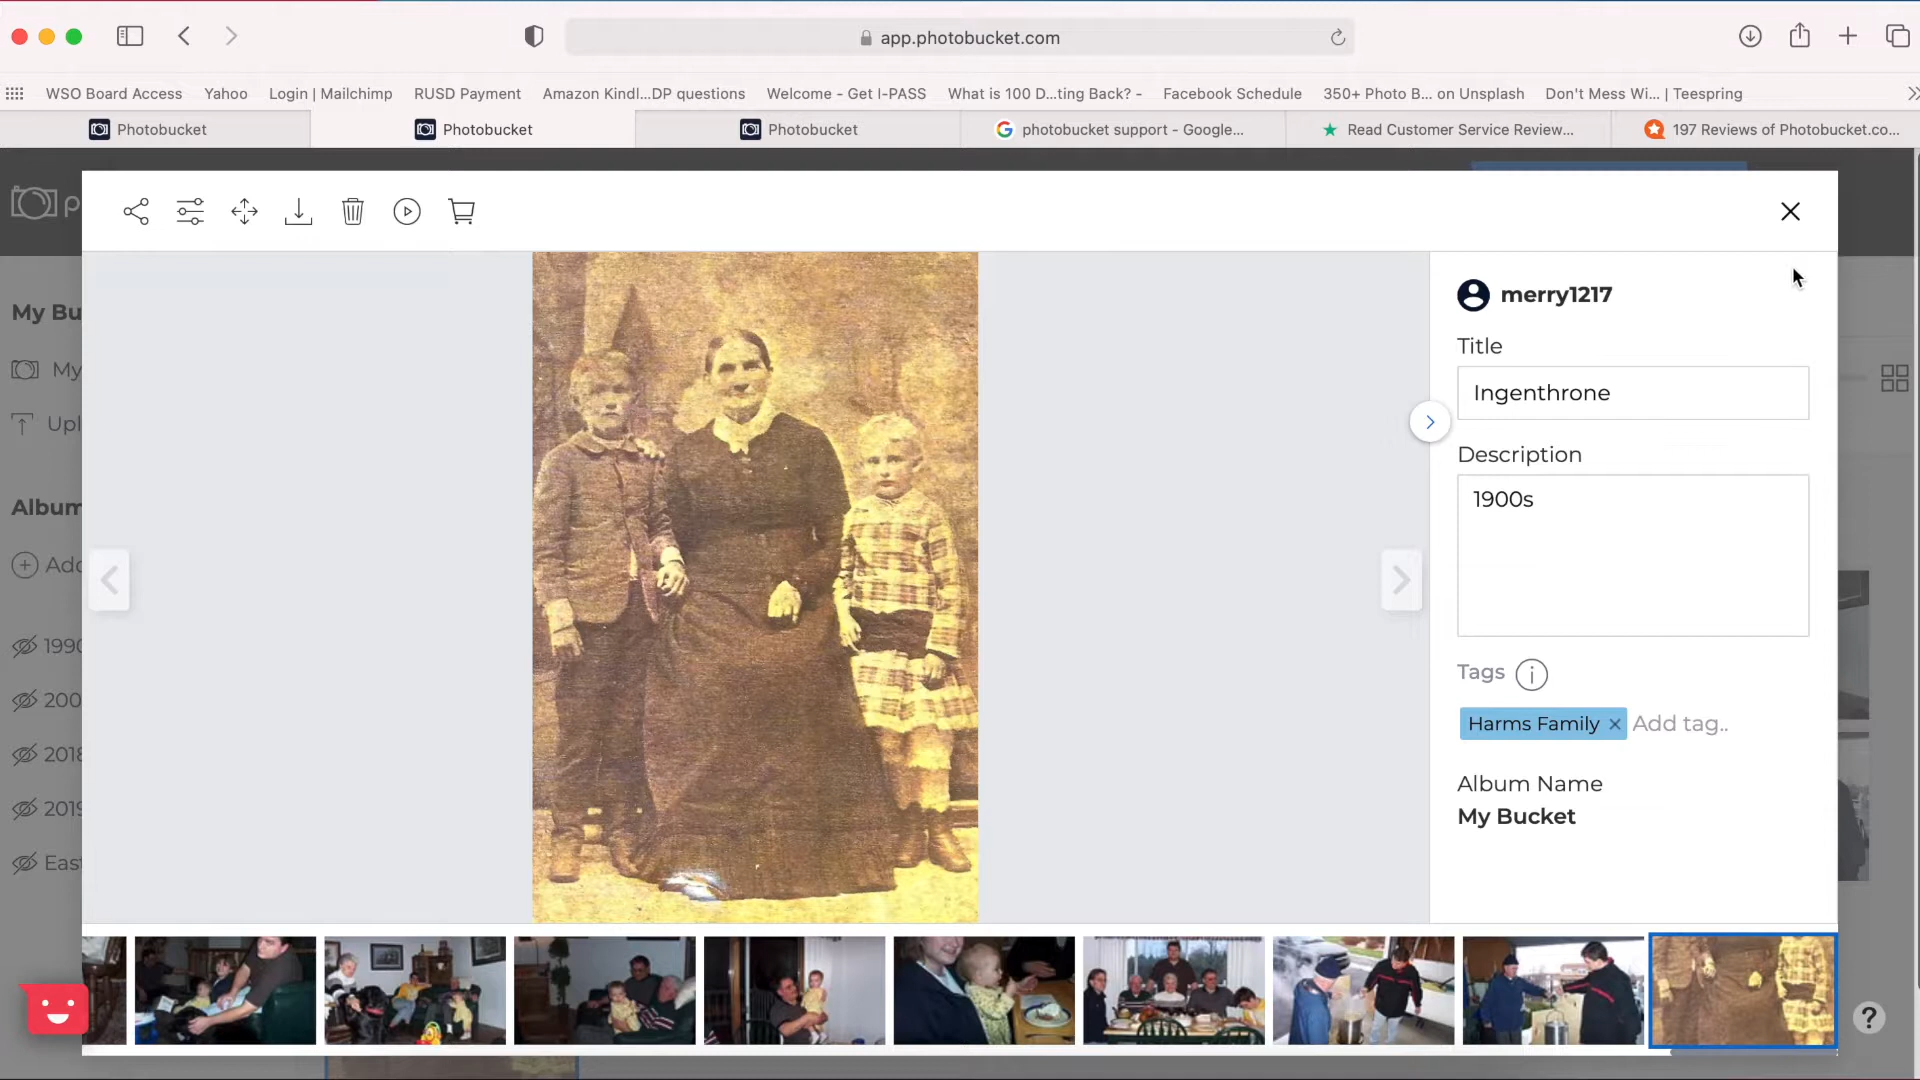 app.photobucket.com
WSO Board Access Yahoo Login | Mailchimp RUSD Payment Amazon Kindl...DP questions Welcome - Get I-PASS What is 100 D...ting Back? - Facebook Schedule 350+ Photo B... on Unsplash Don't Mess Wi... | Teespring
Photobucket Photobucket Photobucket photobucket support - Google... Read Customer Service Review... 197 Reviews of Photobucket.co...
p
merry1217
My Bu
Title
Ingenthrone
My
Upl
Description
1900s
Album
Add
1990
Tags
200
Harms Family × Add tag..
2018
Album Name
2019
My Bucket
East
?